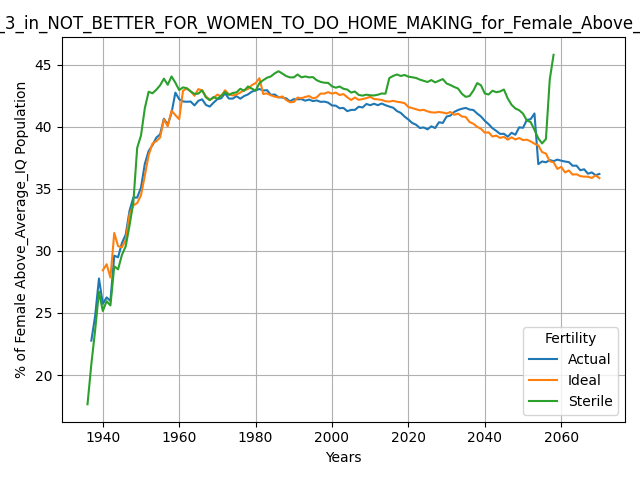 _3_in_NOT_BETTER_FOR_WOMEN_TO_DO_HOME_MAKING_for_Female_Above_
% of Female Above_Average_IQ Population
45
40
35
30
25
20
1940 1960 1980 2000 2020 2040 2060
Years
Fertility
Actual
Ideal
Sterile